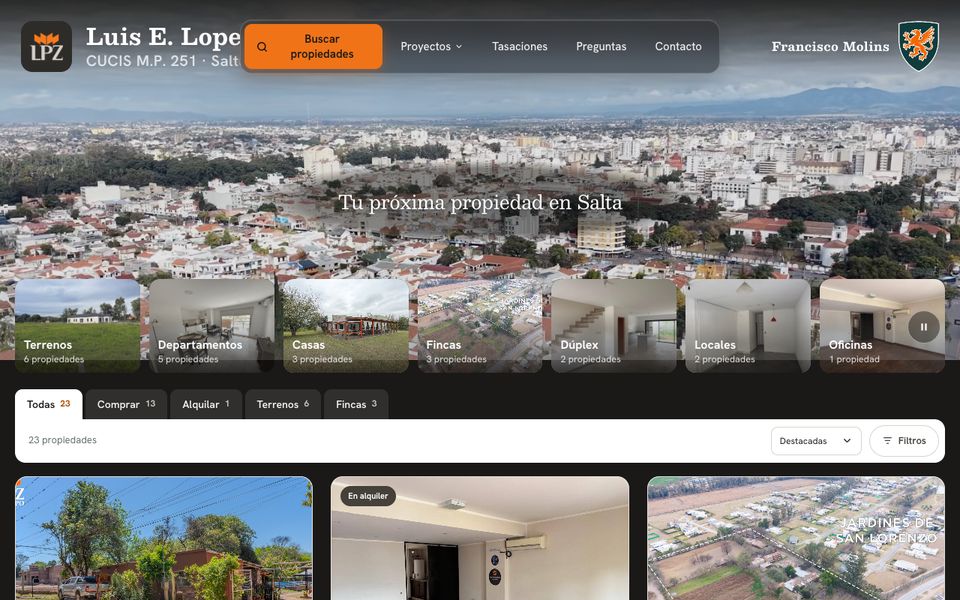 LPZ
Luis E. Lope
CUCIS M.P. 251 · Salt
Buscar
propiedades
Proyectos
Tasaciones
Preguntas
Contacto
Francisco Molins
Tu próxima propiedad en Salta
Terrenos
6 propiedades
Departamentos
5 propiedades
Casas
3 propiedades
Fincas
3 propiedades
Dúplex
2 propiedades
Locales
2 propiedades
Oficinas
1 propiedad
Todas 23
Comprar 13
Alquilar 1
Terrenos 6
Fincas 3
23 propiedades
Destacadas
Filtros
En alquiler
JARDINES DE
SAN LORENZO